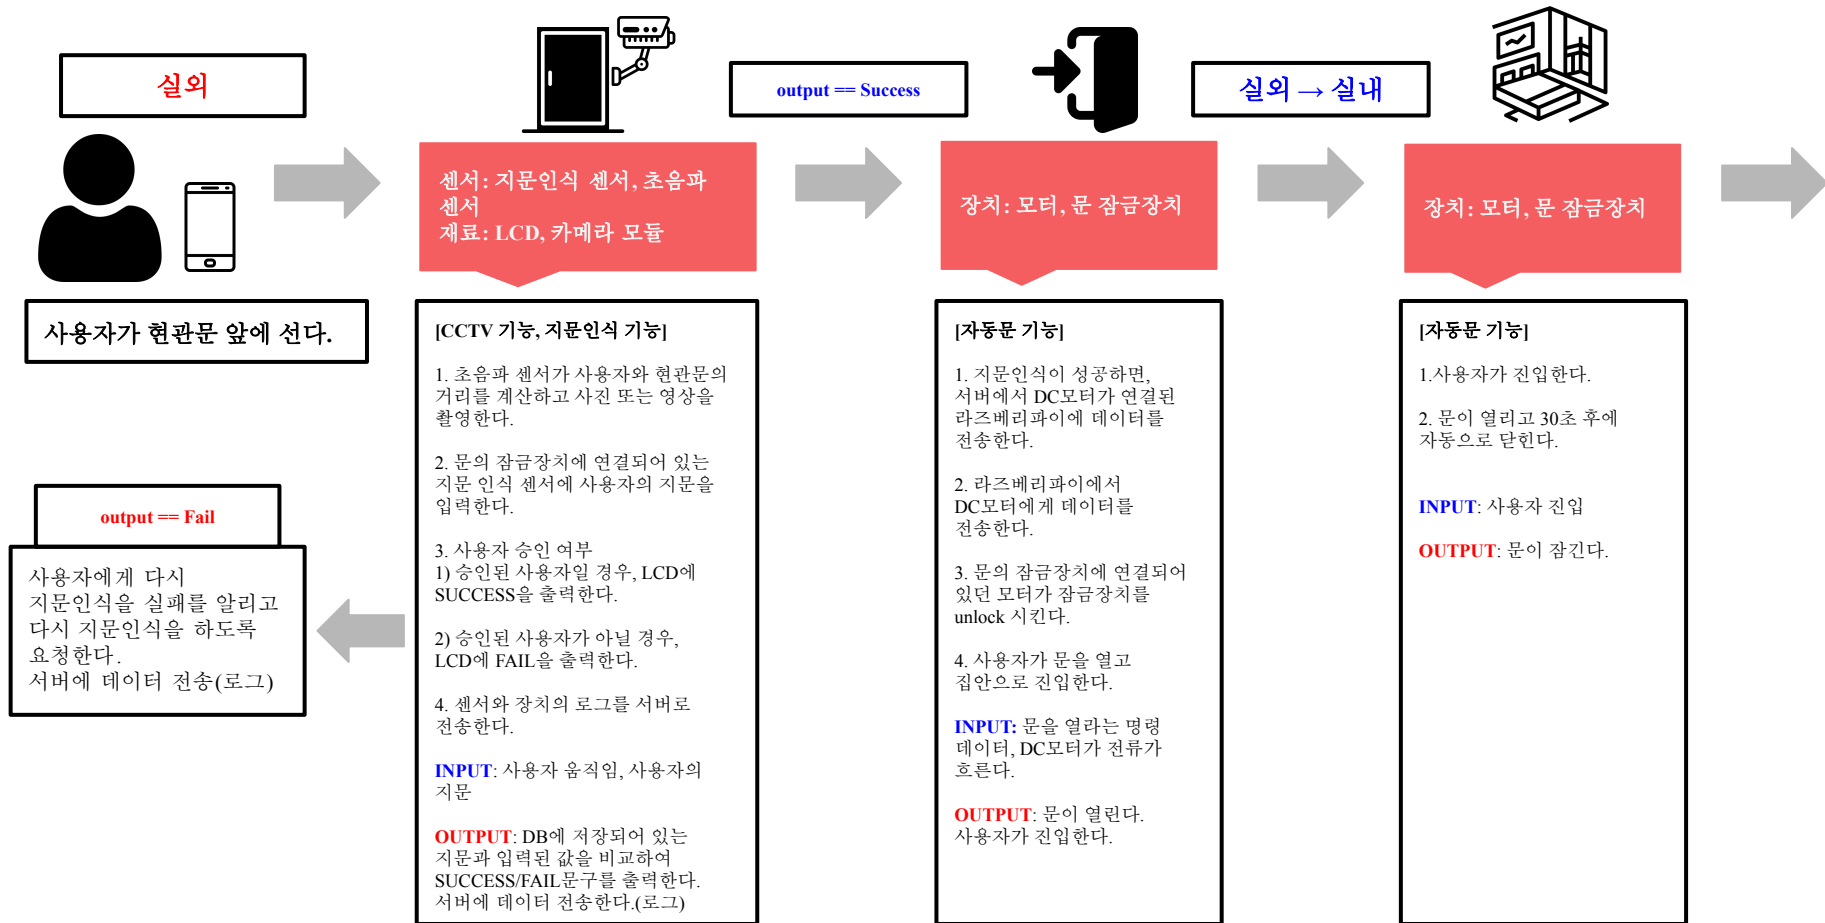 실외
output == Success
실외 → 실내
센서: 지문인식 센서, 초음파
센서
재료: LCD, 카메라 모듈
장치: 모터, 문 잠금장치
장치: 모터, 문 잠금장치
사용자가 현관문 앞에 선다.
[CCTV 기능, 지문인식 기능]
1. 초음파 센서가 사용자와 현관문의
거리를 계산하고 사진 또는 영상을
촬영한다.
2. 문의 잠금장치에 연결되어 있는
지문 인식 센서에 사용자의 지문을
입력한다.
3. 사용자 승인 여부
1) 승인된 사용자일 경우, LCD에
SUCCESS을 출력한다.
2) 승인된 사용자가 아닐 경우,
LCD에 FAIL을 출력한다.
4. 센서와 장치의 로그를 서버로
전송한다.
INPUT: 사용자 움직임, 사용자의
지문
OUTPUT: DB에 저장되어 있는
지문과 입력된 값을 비교하여
SUCCESS/FAIL문구를 출력한다.
서버에 데이터 전송한다.(로그)
output == Fail
사용자에게 다시
지문인식을 실패를 알리고
다시 지문인식을 하도록
요청한다.
서버에 데이터 전송(로그)
[자동문 기능]
1. 지문인식이 성공하면,
서버에서 DC모터가 연결된
라즈베리파이에 데이터를
전송한다.
2. 라즈베리파이에서
DC모터에게 데이터를
전송한다.
3. 문의 잠금장치에 연결되어
있던 모터가 잠금장치를
unlock 시킨다.
4. 사용자가 문을 열고
집안으로 진입한다.
INPUT: 문을 열라는 명령
데이터, DC모터가 전류가
흐른다.
OUTPUT: 문이 열린다.
사용자가 진입한다.
[자동문 기능]
1.사용자가 진입한다.
2. 문이 열리고 30초 후에
자동으로 닫힌다.
INPUT: 사용자 진입
OUTPUT: 문이 잠긴다.